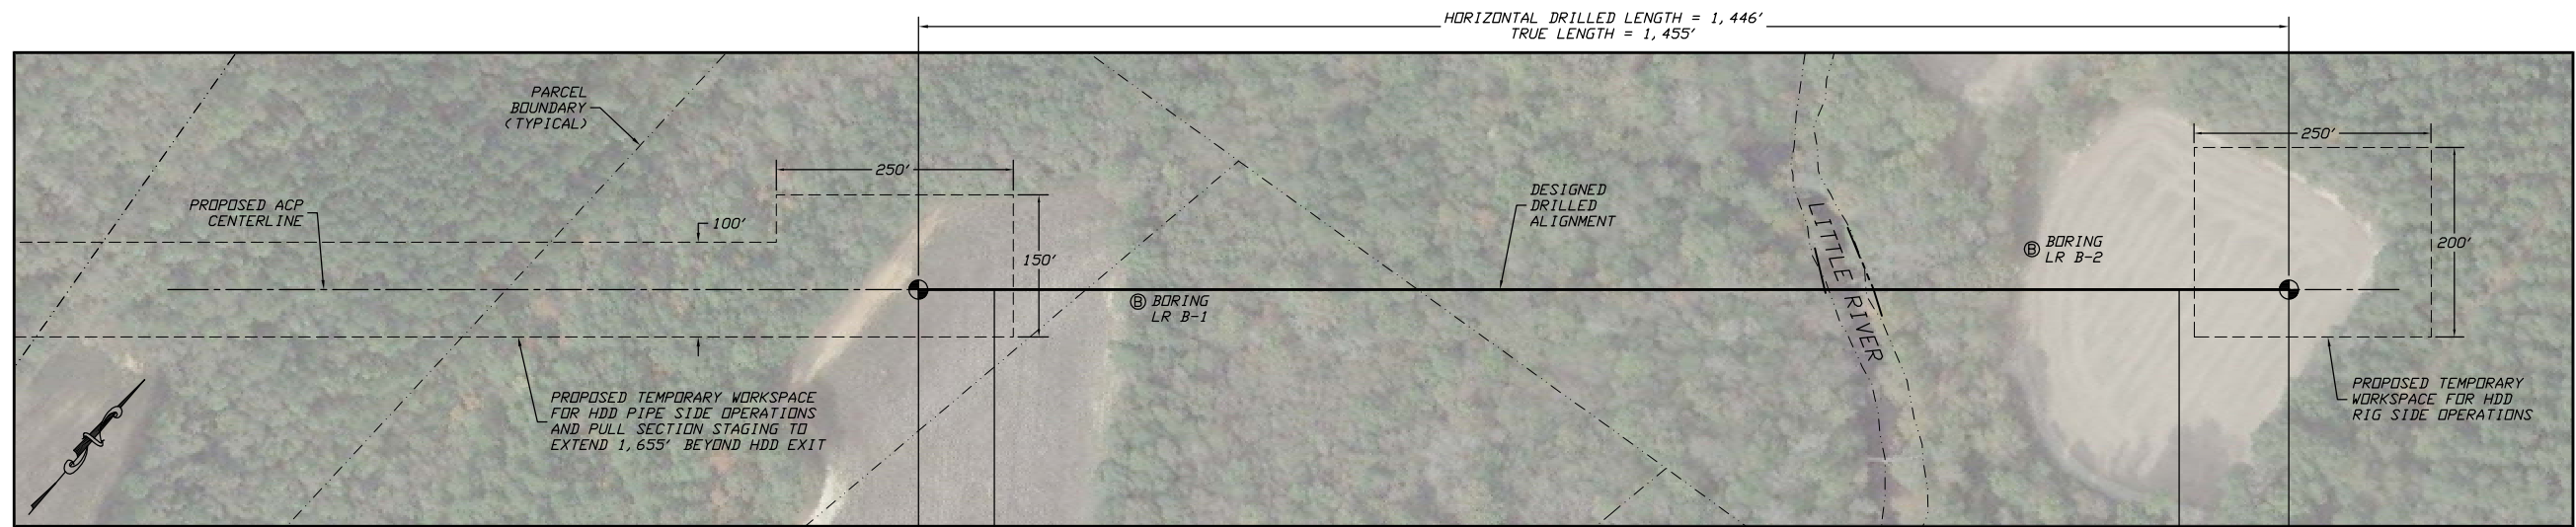 HORIZONTAL DRILLED LENGTH = 1,446'
TRUE LENGTH = 1,455'
PARCEL
BOUNDARY
(TYPICAL)
250'
250'
PROPOSED ACP
CENTERLINE
100'
150'
DESIGNED
DRILLED
ALIGNMENT
LITTLE RIVER
B BORING
LR B-2
200'
B BORING
LR B-1
PROPOSED TEMPORARY WORKSPACE
FOR HDD PIPE SIDE OPERATIONS
AND PULL SECTION STAGING TO
EXTEND 1,655' BEYOND HDD EXIT
PROPOSED TEMPORARY
WORKSPACE FOR HDD
RIG SIDE OPERATIONS